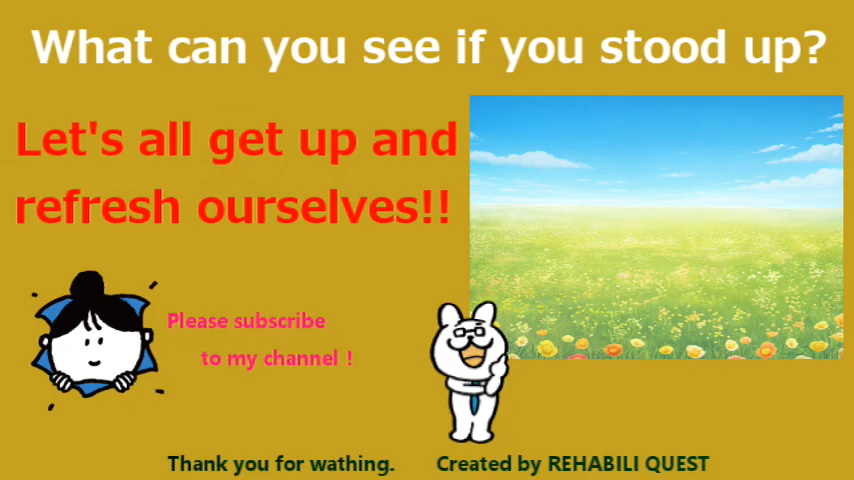 What can you see if you stood up?
Let's all get up and
refresh ourselves!!
Please subscribe
to my channel !
Thank you for wathing.
Created by REHABILI QUEST